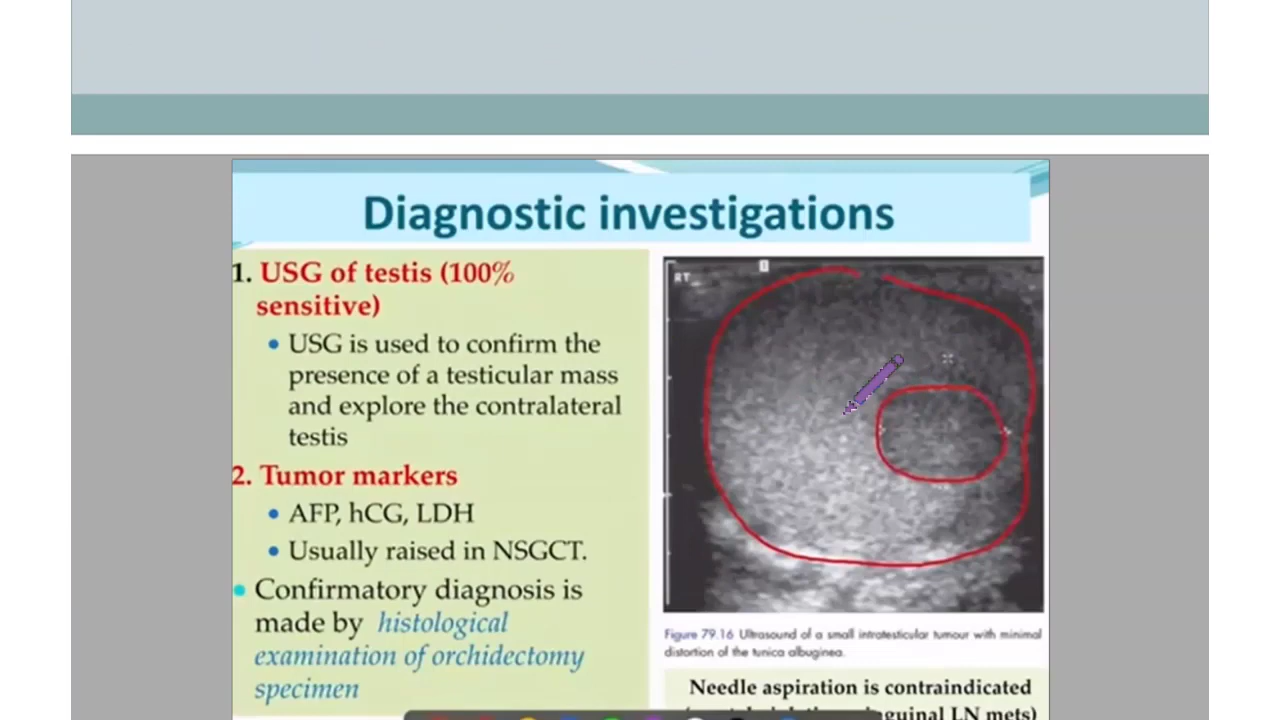 Diagnostic investigations
1. USG of testis (100%
sensitive)
• USG is used to confirm the
presence of a testicular mass
and explore the contralateral
testis
2. Tumor markers
• AFP, hCG, LDH
• Usually raised in NSGCT.
• Confirmatory diagnosis is
made by histological
examination of orchidectomy
specimen
RT
Figure 79.16 Ultrasound of a small intratesticular tumour with minimal
distortion of the tunica albuginea.
Needle aspiration is contraindicated
LN mets)